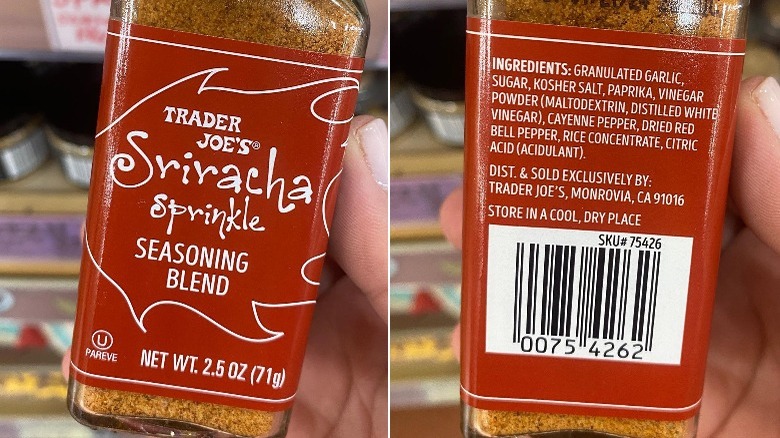 TRADER
JOE'S®
Sriracha
Sprinkle
SEASONING
BLEND
U
PAREVE
NET WT. 2.5 OZ (71g)
INGREDIENTS: GRANULATED GARLIC,
SUGAR, KOSHER SALT, PAPRIKA, VINEGAR
POWDER (MALTODEXTRIN, DISTILLED WHITE
VINEGAR), CAYENNE PEPPER, DRIED RED
BELL PEPPER, RICE CONCENTRATE, CITRIC
ACID (ACIDULANT).
DIST. & SOLD EXCLUSIVELY BY:
TRADER JOE'S, MONROVIA, CA 91016
STORE IN A COOL, DRY PLACE
SKU# 75426
0075 4262